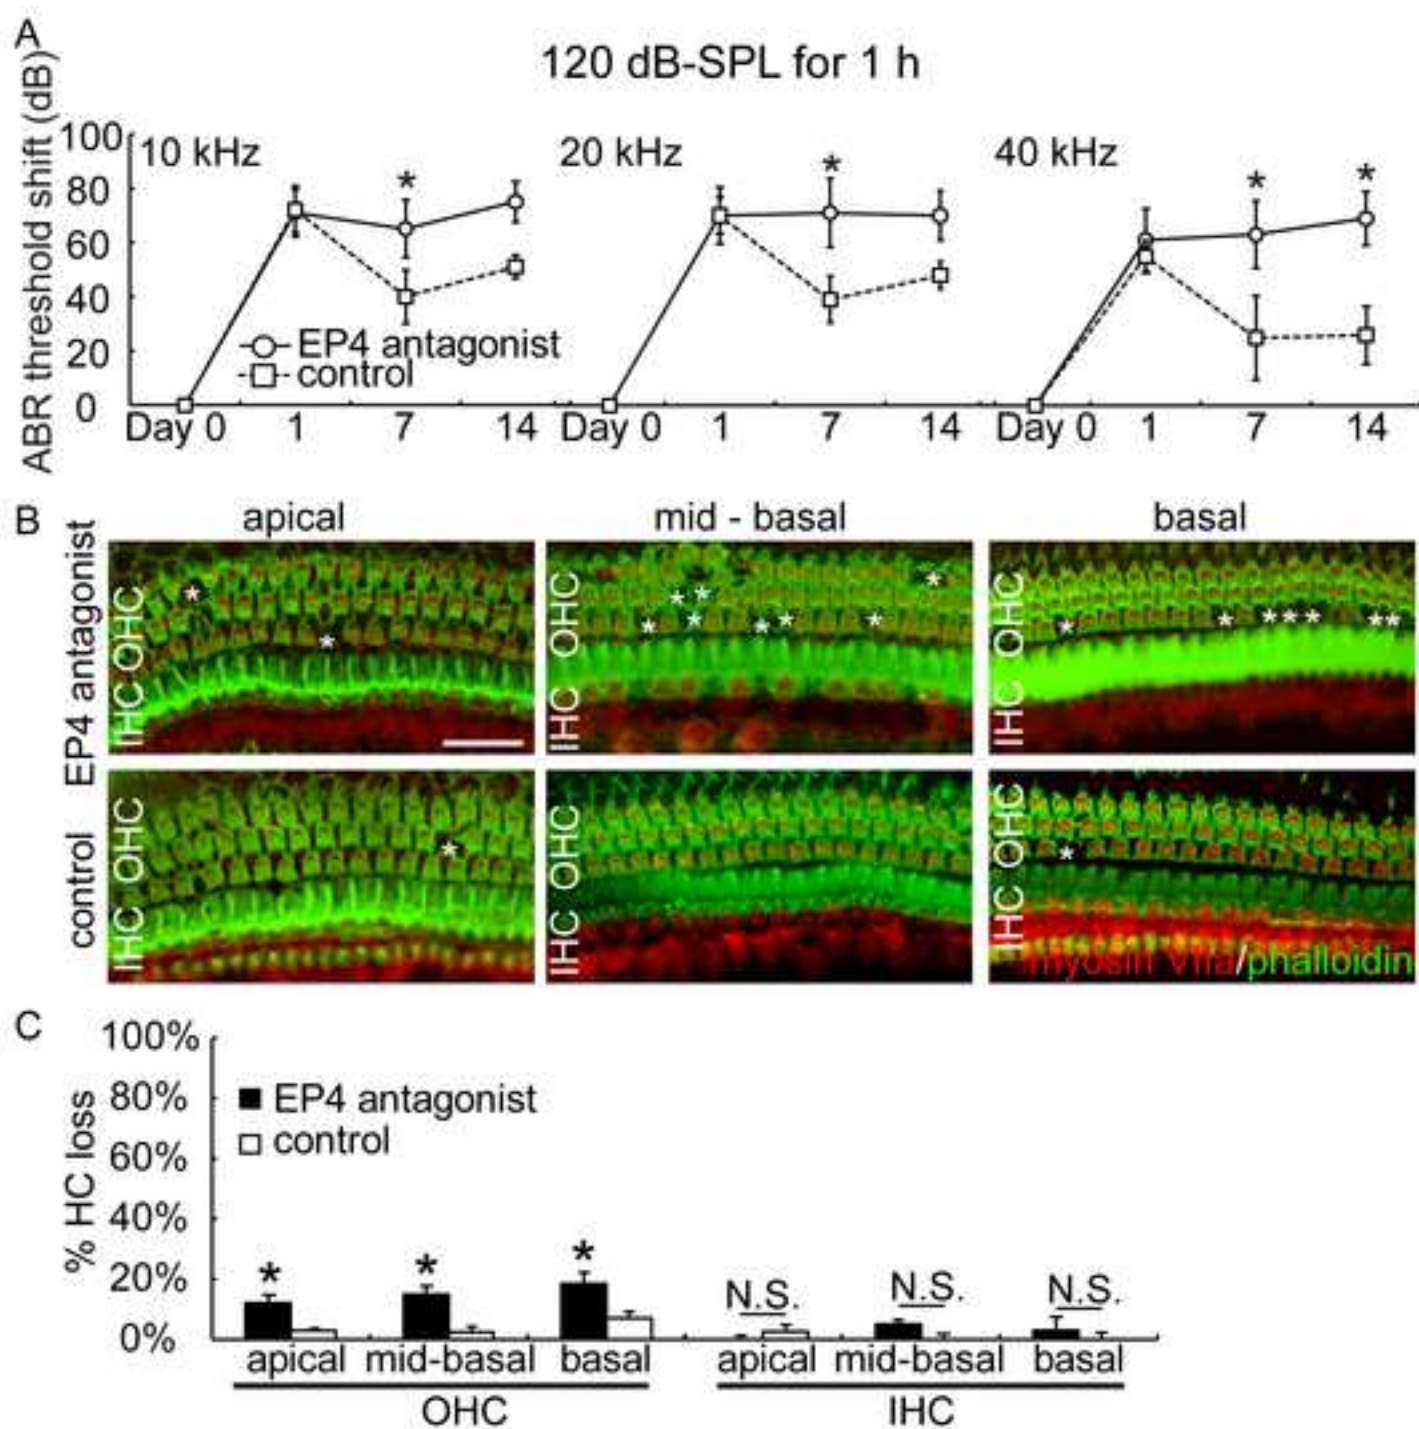 A
120 dB-SPL for 1 h
ABR threshold shift (dB)
100
80
60
40
20
0
10 kHz
*
EP4 antagonist
control
Day 0 1 7 14
20 kHz
*
Day 0 1 7 14
40 kHz
* *
Day 0 1 7 14
B
apical mid - basal basal
EP4 antagonist
IHC OHC
IHC OHC
IHC OHC
control
IHC OHC
IHC OHC
IHC OHC
myosin VIIa/phalloidin
C
% HC loss
100%
80%
60%
40%
20%
0%
EP4 antagonist
control
* * * N.S. N.S. N.S.
apical mid-basal basal apical mid-basal basal
OHC IHC